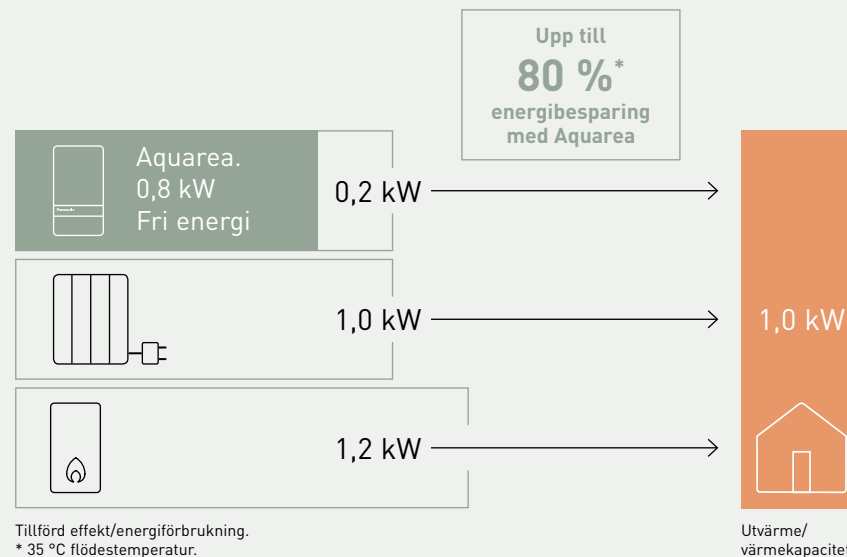 Upp till
80 %*
energibesparing
med Aquarea
Aquarea.
0,8 kW
Fri energi
0,2 kW
1,0 kW
1,0 kW
1,2 kW
Tillförd effekt/energiförbrukning.
* 35 °C flödestemperatur.
Utvärme/
värmekapacitet